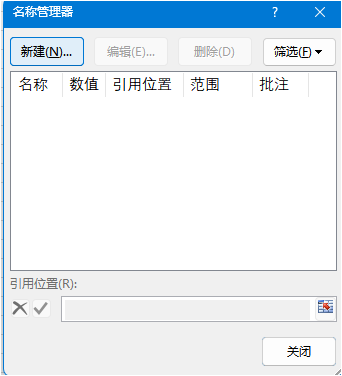 名称管理器 ?
新建(N)... 编辑(E)... 删除(D) 筛选(F)
名称 数值 引用位置 范围 批注
引用位置(R):
关闭